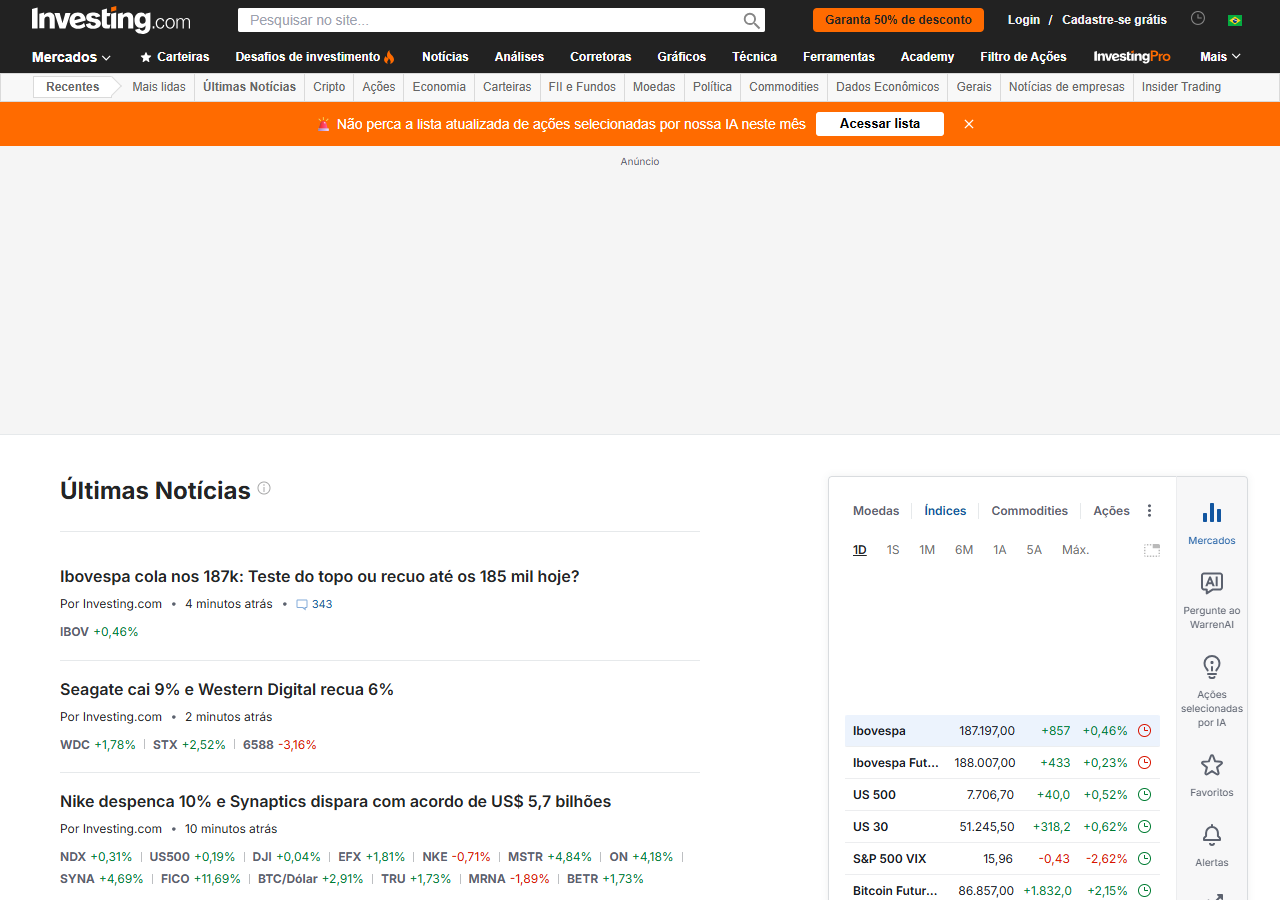 Investing.com
Pesquisar no site...
Garanta 50% de desconto
Login / Cadastre-se grátis
Mercados Carteiras Desafios de investimento Notícias Análises Corretoras Gráficos Técnica Ferramentas Academy Filtro de Ações InvestingPro Mais
Recentes Mais lidas Últimas Notícias Cripto Ações Economia Carteiras FII e Fundos Moedas Política Commodities Dados Econômicos Gerais Notícias de empresas Insider Trading
Não perca a lista atualizada de ações selecionadas por nossa IA neste mês Acessar lista
Anúncio
Últimas Notícias
Ibovespa cola nos 187k: Teste do topo ou recuo até os 185 mil hoje?
Por Investing.com • 4 minutos atrás • 343
IBOV +0,46%
Seagate cai 9% e Western Digital recua 6%
Por Investing.com • 2 minutos atrás
WDC +1,78% STX +2,52% 6588 -3,16%
Nike despenca 10% e Synaptics dispara com acordo de US$ 5,7 bilhões
Por Investing.com • 10 minutos atrás
NDX +0,31% US500 +0,19% DJI +0,04% EFX +1,81% NKE -0,71% MSTR +4,84% ON +4,18%
SYNA +4,69% FICO +11,69% BTC/Dólar +2,91% TRU +1,73% MRNA -1,89% BETR +1,73%
Moedas Índices Commodities Ações
1D 1S 1M 6M 1A 5A Máx.
Ibovespa 187.197,00 +857 +0,46%
Ibovespa Fut... 188.007,00 +433 +0,23%
US 500 7.706,70 +40,0 +0,52%
US 30 51.245,50 +318,2 +0,62%
S&P 500 VIX 15,96 -0,43 -2,62%
Bitcoin Futur... 86.857,00 +1.832,0 +2,15%
Mercados
AI
Pergunte ao
WarrenAI
Ações
selecionadas
por IA
Favoritos
Alertas